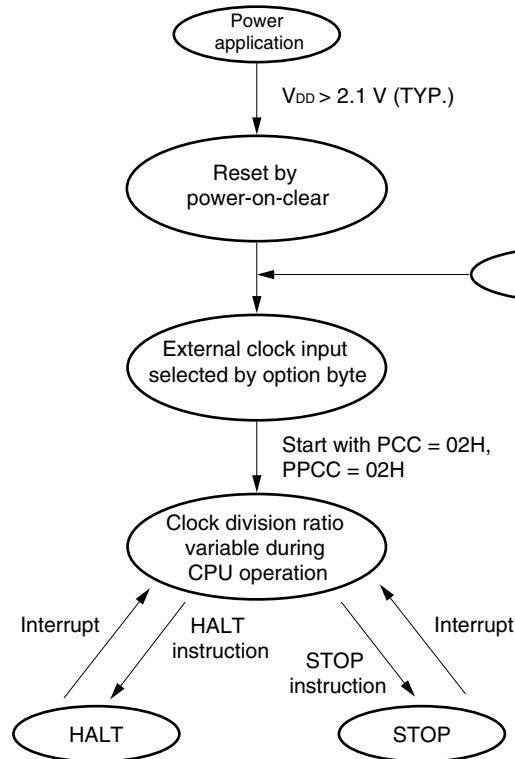 Power
application
VDD > 2.1 V (TYP.)
Reset by
power-on-clear
External clock input
selected by option byte
Start with PCC = 02H,
PPCC = 02H
Clock division ratio
variable during
CPU operation
Interrupt
HALT
instruction
STOP
instruction
Interrupt
HALT
STOP